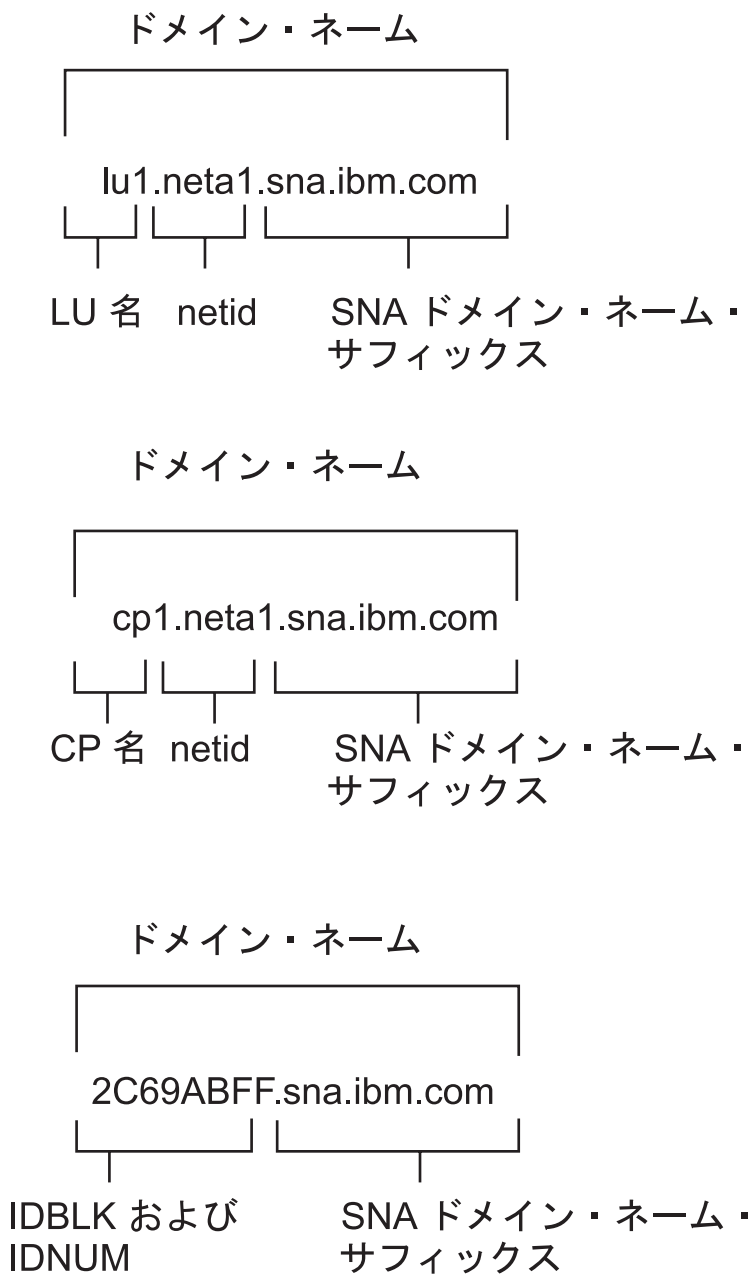 ドメイン・ネーム
lu1.neta1.sna.ibm.com
LU 名 netid SNA ドメイン・ネーム・
サフィックス
ドメイン・ネーム
cp1.neta1.sna.ibm.com
CP 名 netid SNA ドメイン・ネーム・
サフィックス
ドメイン・ネーム
2C69ABFF.sna.ibm.com
IDBLK および SNA ドメイン・ネーム・
IDNUM サフィックス